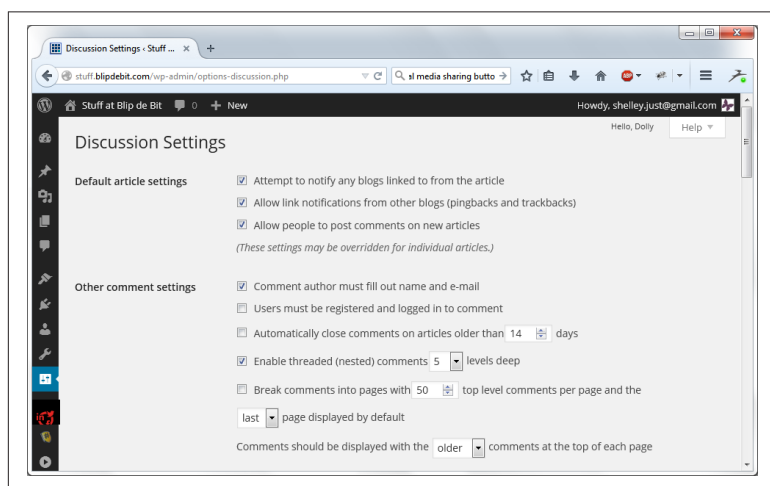 Discussion Settings ‹ Stuff ...
stuff.blipdebit.com/wp-admin/options-discussion.php
al media sharing butto
Stuff at Blip de Bit 0 + New
Howdy, shelley.just@gmail.com
Hello, Dolly
Help
Discussion Settings
Default article settings
Attempt to notify any blogs linked to from the article
Allow link notifications from other blogs (pingbacks and trackbacks)
Allow people to post comments on new articles
(These settings may be overridden for individual articles.)
Other comment settings
Comment author must fill out name and e-mail
Users must be registered and logged in to comment
Automatically close comments on articles older than 14 days
Enable threaded (nested) comments 5 levels deep
Break comments into pages with 50 top level comments per page and the
last page displayed by default
Comments should be displayed with the older comments at the top of each page